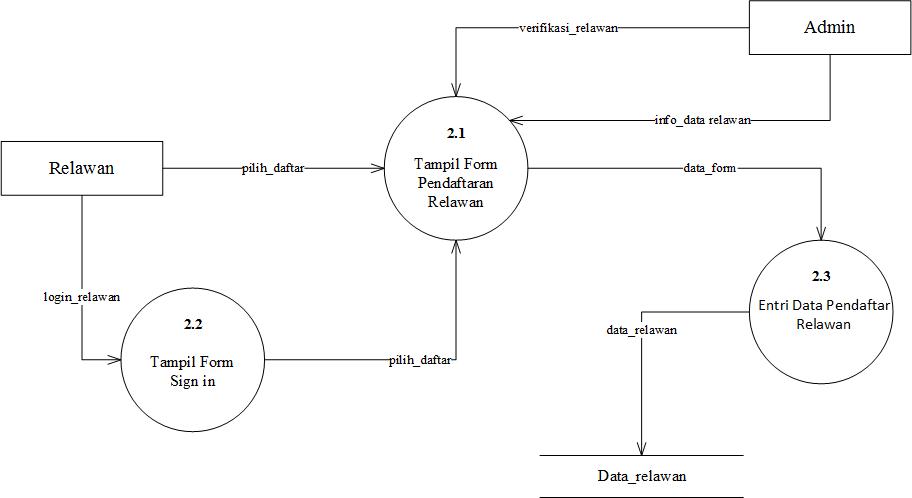 Admin
verifikasi_relawan
info_data relawan
2.1
Tampil Form
Pendaftaran
Relawan
Relawan
pilih_daftar
data_form
login_relawan
2.2
Tampil Form
Sign in
pilih_daftar
2.3
Entri Data Pendaftar
Relawan
data_relawan
Data_relawan